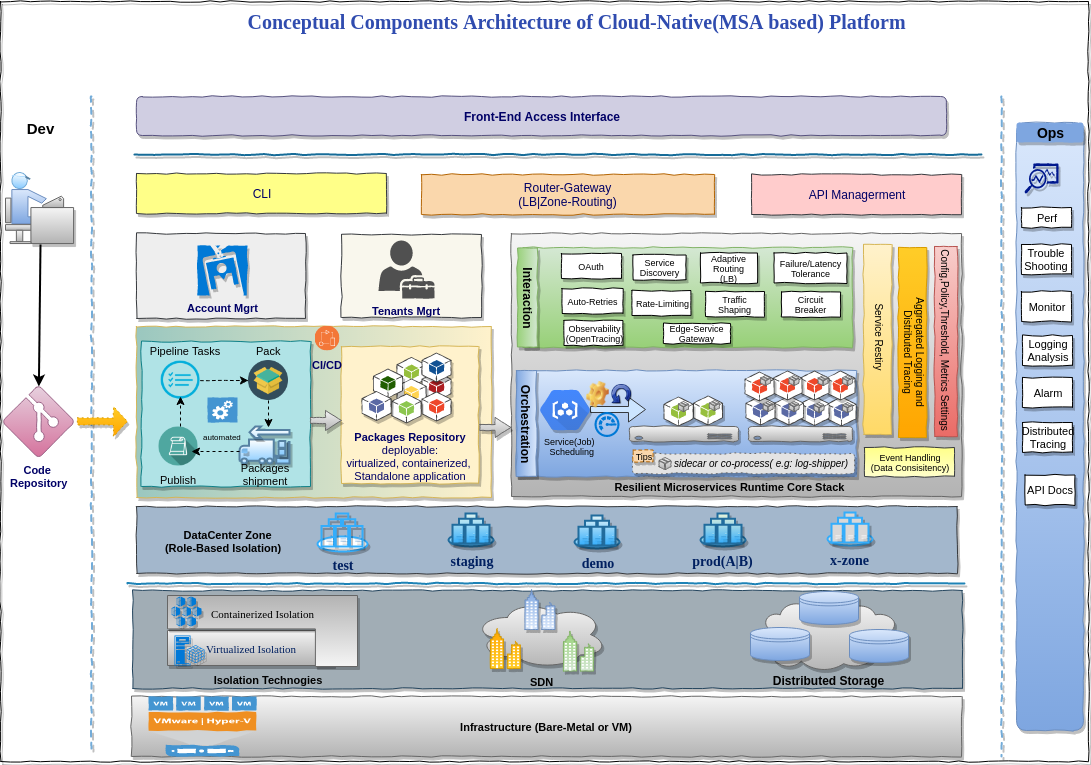 Conceptual Components Architecture of Cloud-Native(MSA based) Platform
Dev
Code
Repository
Front-End Access Interface
CLI
Router-Gateway
(LB|Zone-Routing)
API Managerment
Account Mgrt
Tenants Mgrt
CI/CD
Pipeline Tasks
Pack
automated
Publish
Packages
shipment
Packages Repository
deployable:
virtualized, containerized,
Standalone application
Interaction
OAuth
Service
Discovery
Adaptive
Routing
(LB)
Failure/Latency
Tolerance
Auto-Retries
Rate-Limiting
Traffic
Shaping
Circuit
Breaker
Observability
(OpenTracing)
Edge-Service
Gateway
Orchestration
Service(Job)
Scheduling
Tips
sidecar or co-process( e.g: log-shipper)
Resilient Microservices Runtime Core Stack
Service Restiry
Aggregated Logging and
Distributed Tracing
Config,Policy,Threshold, Metrics Settings
Event Handling
(Data Consisitency)
DataCenter Zone
(Role-Based Isolation)
test
staging
demo
prod(A|B)
x-zone
Containerized Isolation
Virtualized Isolation
Isolation Technogies
SDN
Distributed Storage
VM VM VM VM
VMware | Hyper-V
Infrastructure (Bare-Metal or VM)
Ops
Perf
Trouble
Shooting
Monitor
Logging
Analysis
Alarm
Distributed
Tracing
API Docs